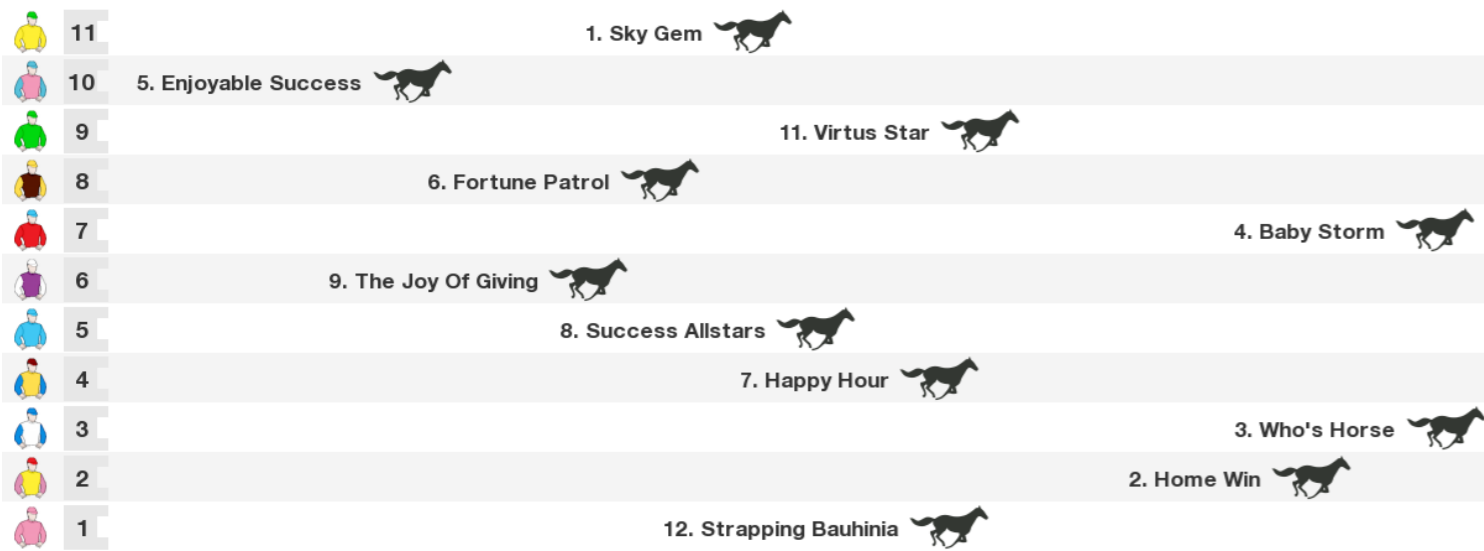 11 1. Sky Gem
10 5. Enjoyable Success
9 11. Virtus Star
8 6. Fortune Patrol
7 4. Baby Storm
6 9. The Joy Of Giving
5 8. Success Allstars
4 7. Happy Hour
3 3. Who's Horse
2 2. Home Win
1 12. Strapping Bauhinia